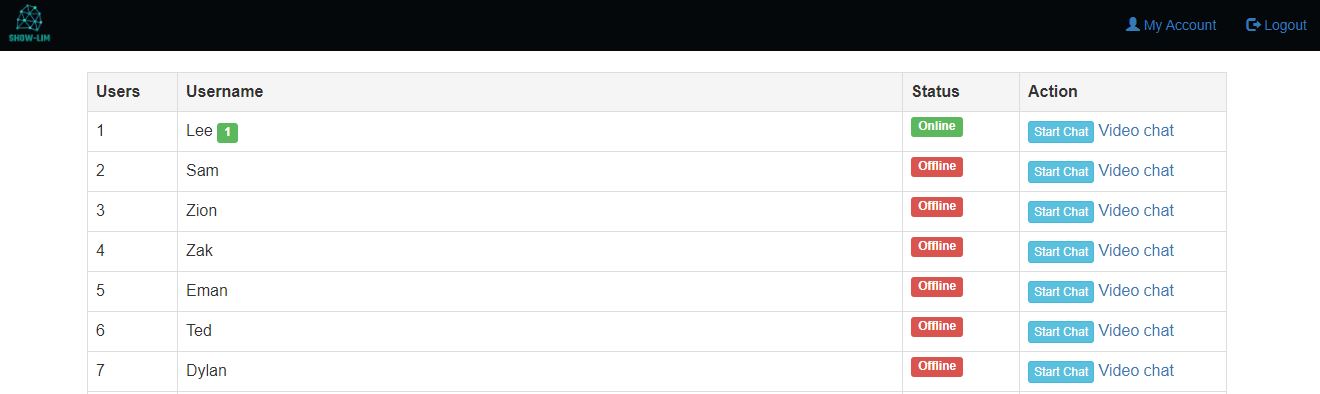 SHOW-LIM My Account Logout
Users Username Status Action
1 Lee 1 Online Start Chat Video chat
2 Sam Offline Start Chat Video chat
3 Zion Offline Start Chat Video chat
4 Zak Offline Start Chat Video chat
5 Eman Offline Start Chat Video chat
6 Ted Offline Start Chat Video chat
7 Dylan Offline Start Chat Video chat